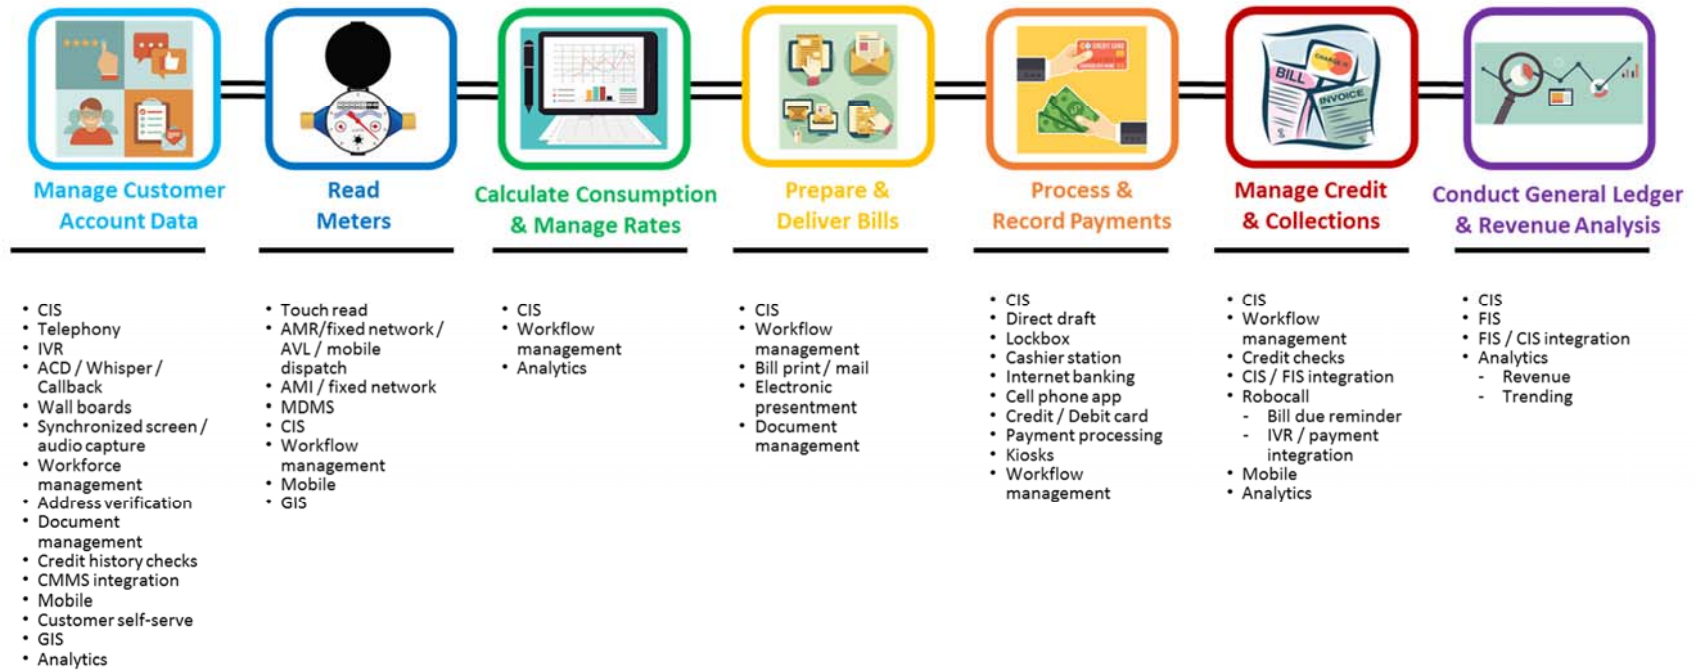 BILL
CHARGE IT
INVOICE
CREDIT CARD
Manage Customer
Account Data
Read
Meters
Calculate Consumption
& Manage Rates
Prepare &
Deliver Bills
Process &
Record Payments
Manage Credit
& Collections
Conduct General Ledger
& Revenue Analysis
• CIS
• Telephony
• IVR
• ACD / Whisper /
Callback
• Wall boards
• Synchronized screen /
audio capture
• Workforce
management
• Address verification
• Document
management
• Credit history checks
• CMMS integration
• Mobile
• Customer self-serve
• GIS
• Analytics
• Touch read
• AMR/fixed network /
AVL / mobile
dispatch
• AMI / fixed network
• MDMS
• CIS
• Workflow
management
• Mobile
• GIS
• CIS
• Workflow
management
• Analytics
• CIS
• Workflow
management
• Bill print / mail
• Electronic
presentment
• Document
management
• CIS
• Direct draft
• Lockbox
• Cashier station
• Internet banking
• Cell phone app
• Credit / Debit card
• Payment processing
• Kiosks
• Workflow
management
• CIS
• Workflow
management
• Credit checks
• CIS / FIS integration
• Robocall
- Bill due reminder
- IVR / payment
integration
• Mobile
• Analytics
• CIS
• FIS
• FIS / CIS integration
• Analytics
- Revenue
- Trending